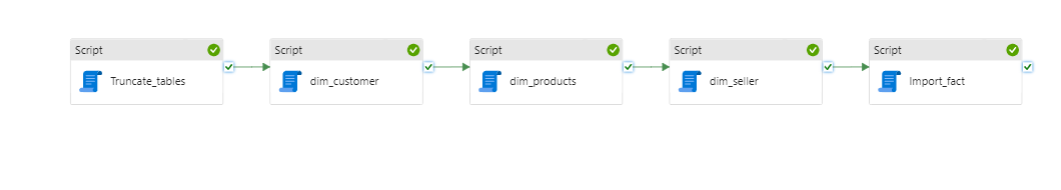 Script
Truncate_tables
Script
dim_customer
Script
dim_products
Script
dim_seller
Script
Import_fact